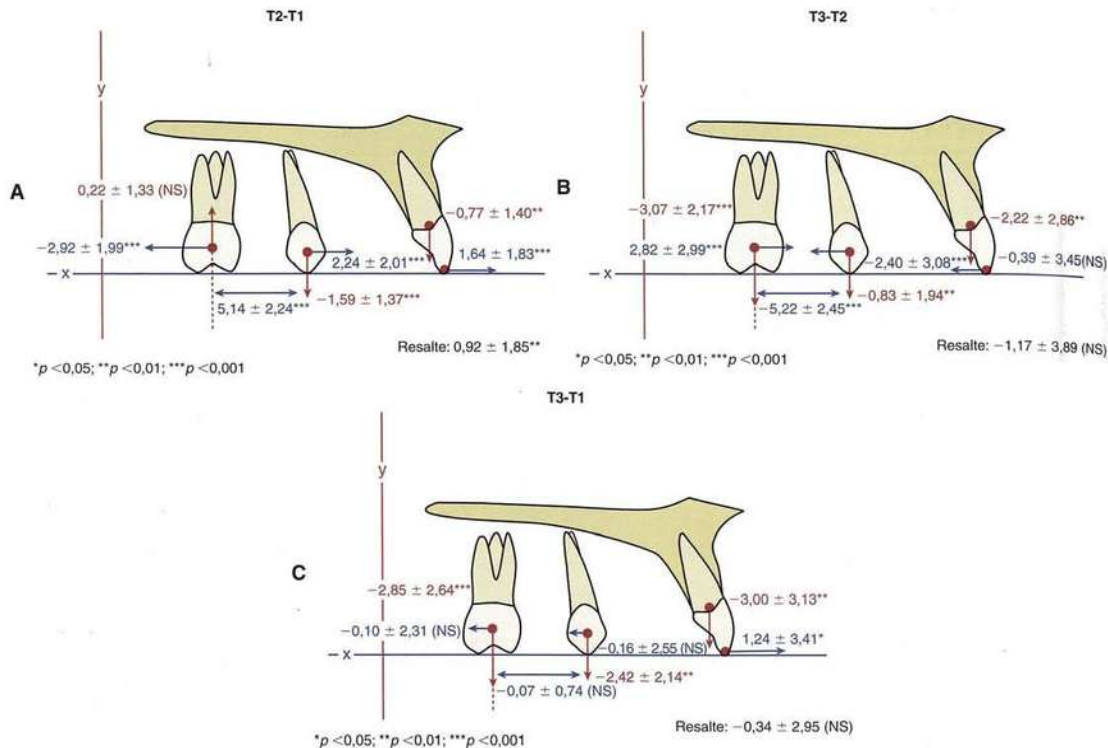 T2-T1
y
A
0,22 ± 1,33 (NS)
−0,77 ± 1,40**
−2,92 ± 1,99***
2,24 ± 2,01***
1,64 ± 1,83***
−x
5,14 ± 2,24***
−1,59 ± 1,37***
Resalte: 0,92 ± 1,85**
*p <0,05; **p <0,01; ***p <0,001
T3-T2
y
B
−3,07 ± 2,17***
−2,22 ± 2,86**
2,82 ± 2,99***
−2,40 ± 3,08***
−0,39 ± 3,45 (NS)
−x
−5,22 ± 2,45***
−0,83 ± 1,94**
Resalte: −1,17 ± 3,89 (NS)
*p <0,05; **p <0,01; ***p <0,001
T3-T1
y
C
−2,85 ± 2,64***
−3,00 ± 3,13**
−0,10 ± 2,31 (NS)
−0,16 ± 2,55 (NS)
1,24 ± 3,41*
−x
−0,07 ± 0,74 (NS)
−2,42 ± 2,14**
Resalte: −0,34 ± 2,95 (NS)
*p <0,05; **p <0,01; ***p <0,001